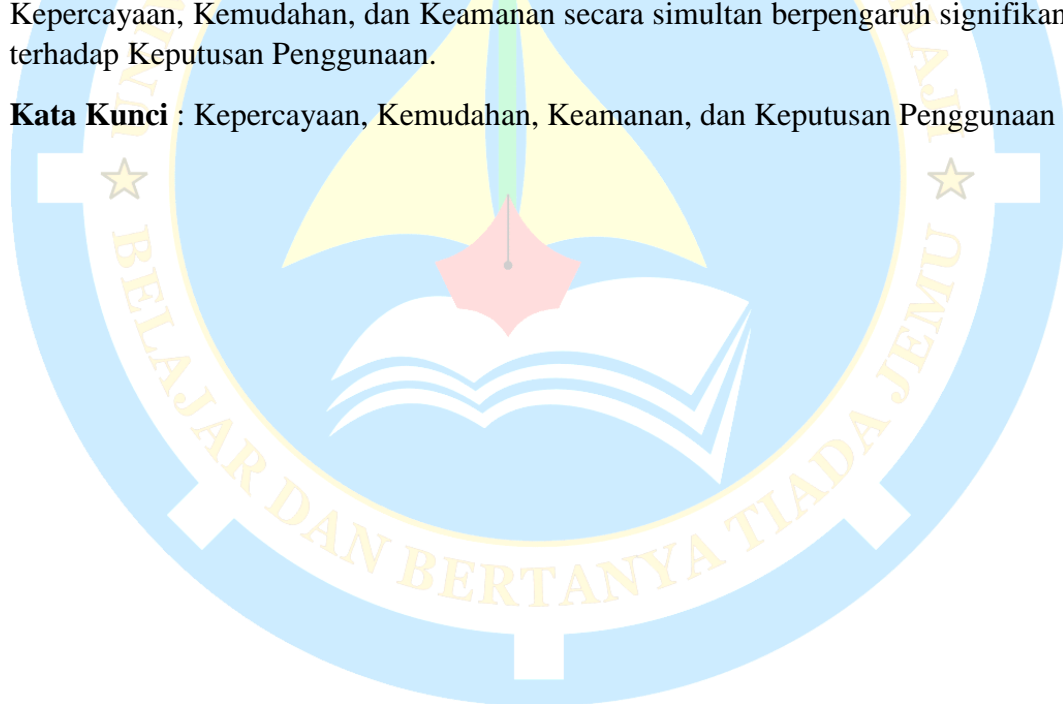 Kepercayaan, Kemudahan, dan Keamanan secara simultan berpengaruh signifikan
terhadap Keputusan Penggunaan.
Kata Kunci : Kepercayaan, Kemudahan, Keamanan, dan Keputusan Penggunaan
BELAJAR DAN BERTANYA TIADA JEMU